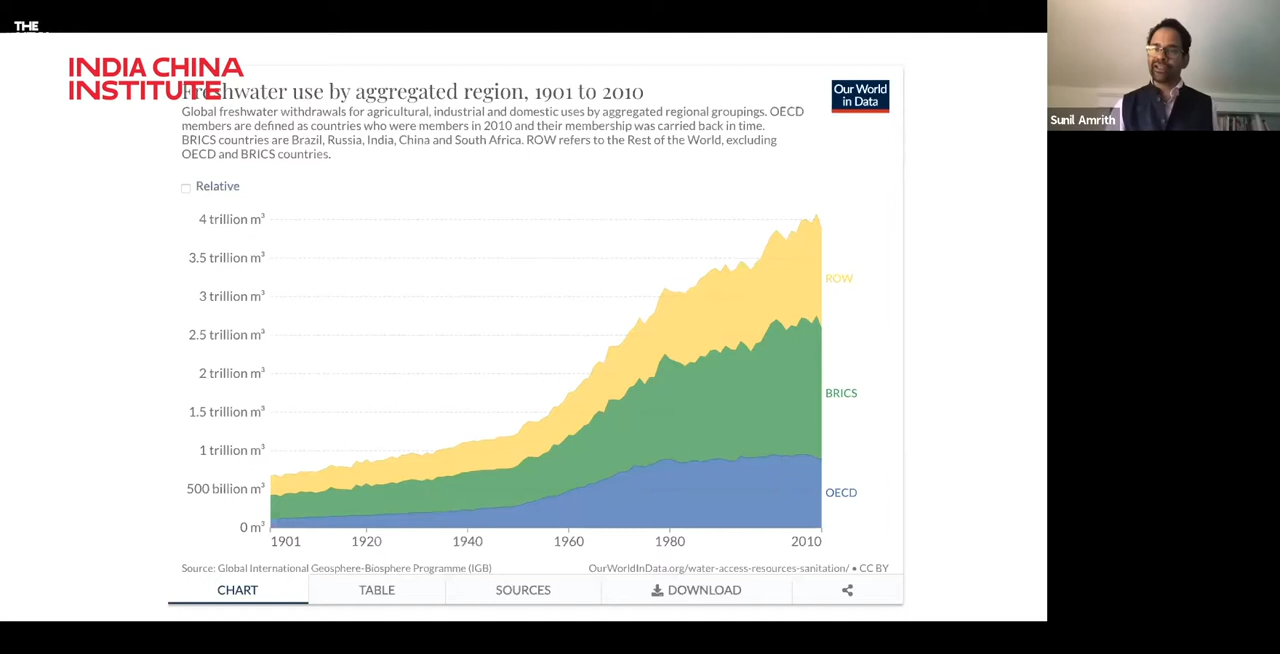 THE
INDIA CHINA
INSTITUTE
Freshwater use by aggregated region, 1901 to 2010
Our World
in Data
Global freshwater withdrawals for agricultural, industrial and domestic uses by aggregated regional groupings. OECD
members are defined as countries who were members in 2010 and their membership was carried back in time.
BRICS countries are Brazil, Russia, India, China and South Africa. ROW refers to the Rest of the World, excluding
OECD and BRICS countries.
Relative
4 trillion m³
3.5 trillion m³
3 trillion m³
2.5 trillion m³
2 trillion m³
1.5 trillion m³
1 trillion m³
500 billion m³
0 m³
ROW
BRICS
OECD
1901 1920 1940 1960 1980 2010
Source: Global International Geosphere-Biosphere Programme (IGB)
OurWorldInData.org/water-access-resources-sanitation/ • CC BY
CHART TABLE SOURCES DOWNLOAD
Sunil Amrith